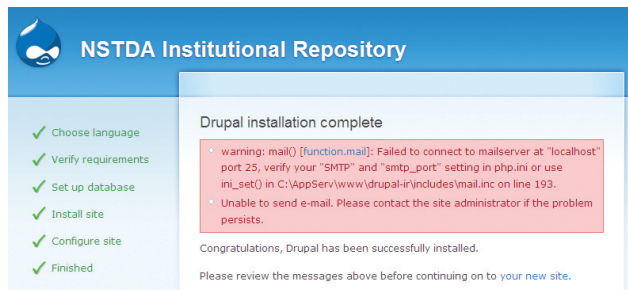 NSTDA Institutional Repository
Choose language
Verify requirements
Set up database
Install site
Configure site
Finished
Drupal installation complete
warning: mail() [function.mail]: Failed to connect to mailserver at "localhost"
port 25, verify your "SMTP" and "smtp_port" setting in php.ini or use
ini_set() in C:\AppServ\www\drupal-ir\includes\mail.inc on line 193.
Unable to send e-mail. Please contact the site administrator if the problem
persists.
Congratulations, Drupal has been successfully installed.
Please review the messages above before continuing on to your new site.